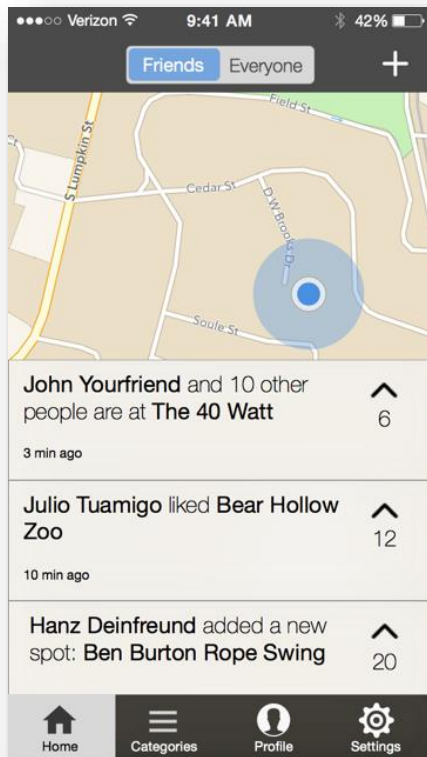 Verizon 9:41 AM 42%
Friends Everyone
Field St
S Lumpkin St
Ct
Cedar St
D W Brooks Dr
Soule St
John Yourfriend and 10 other
people are at The 40 Watt
6
3 min ago
Julio Tuamigo liked Bear Hollow
Zoo
12
10 min ago
Hanz Deinfreund added a new
spot: Ben Burton Rope Swing
20
Home Categories Profile Settings